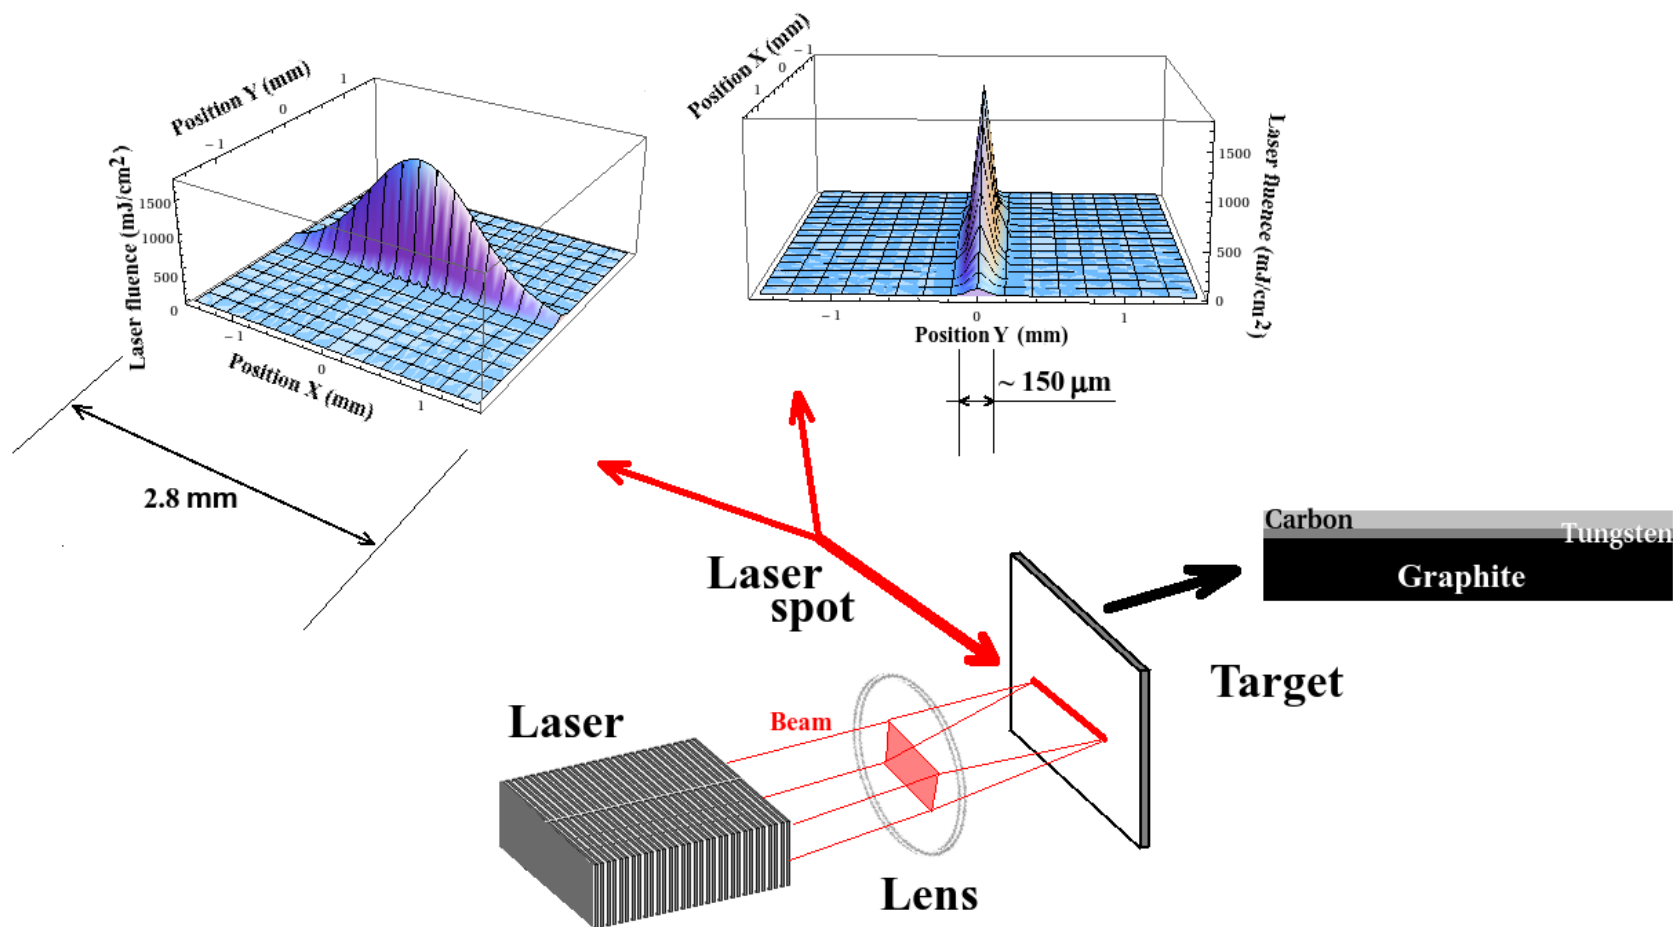 Position Y (mm)
1
0
−1
Laser fluence (mJ/cm2)
1500
1000
500
0
−1
0
1
Position X (mm)
2.8 mm
Position X (mm)
−1
0
1
Laser fluence (mJ/cm2)
1500
1000
500
0
−1
0
1
Position Y (mm)
~ 150 μm
Laser
spot
Carbon
Tungsten
Graphite
Target
Laser
Beam
Lens